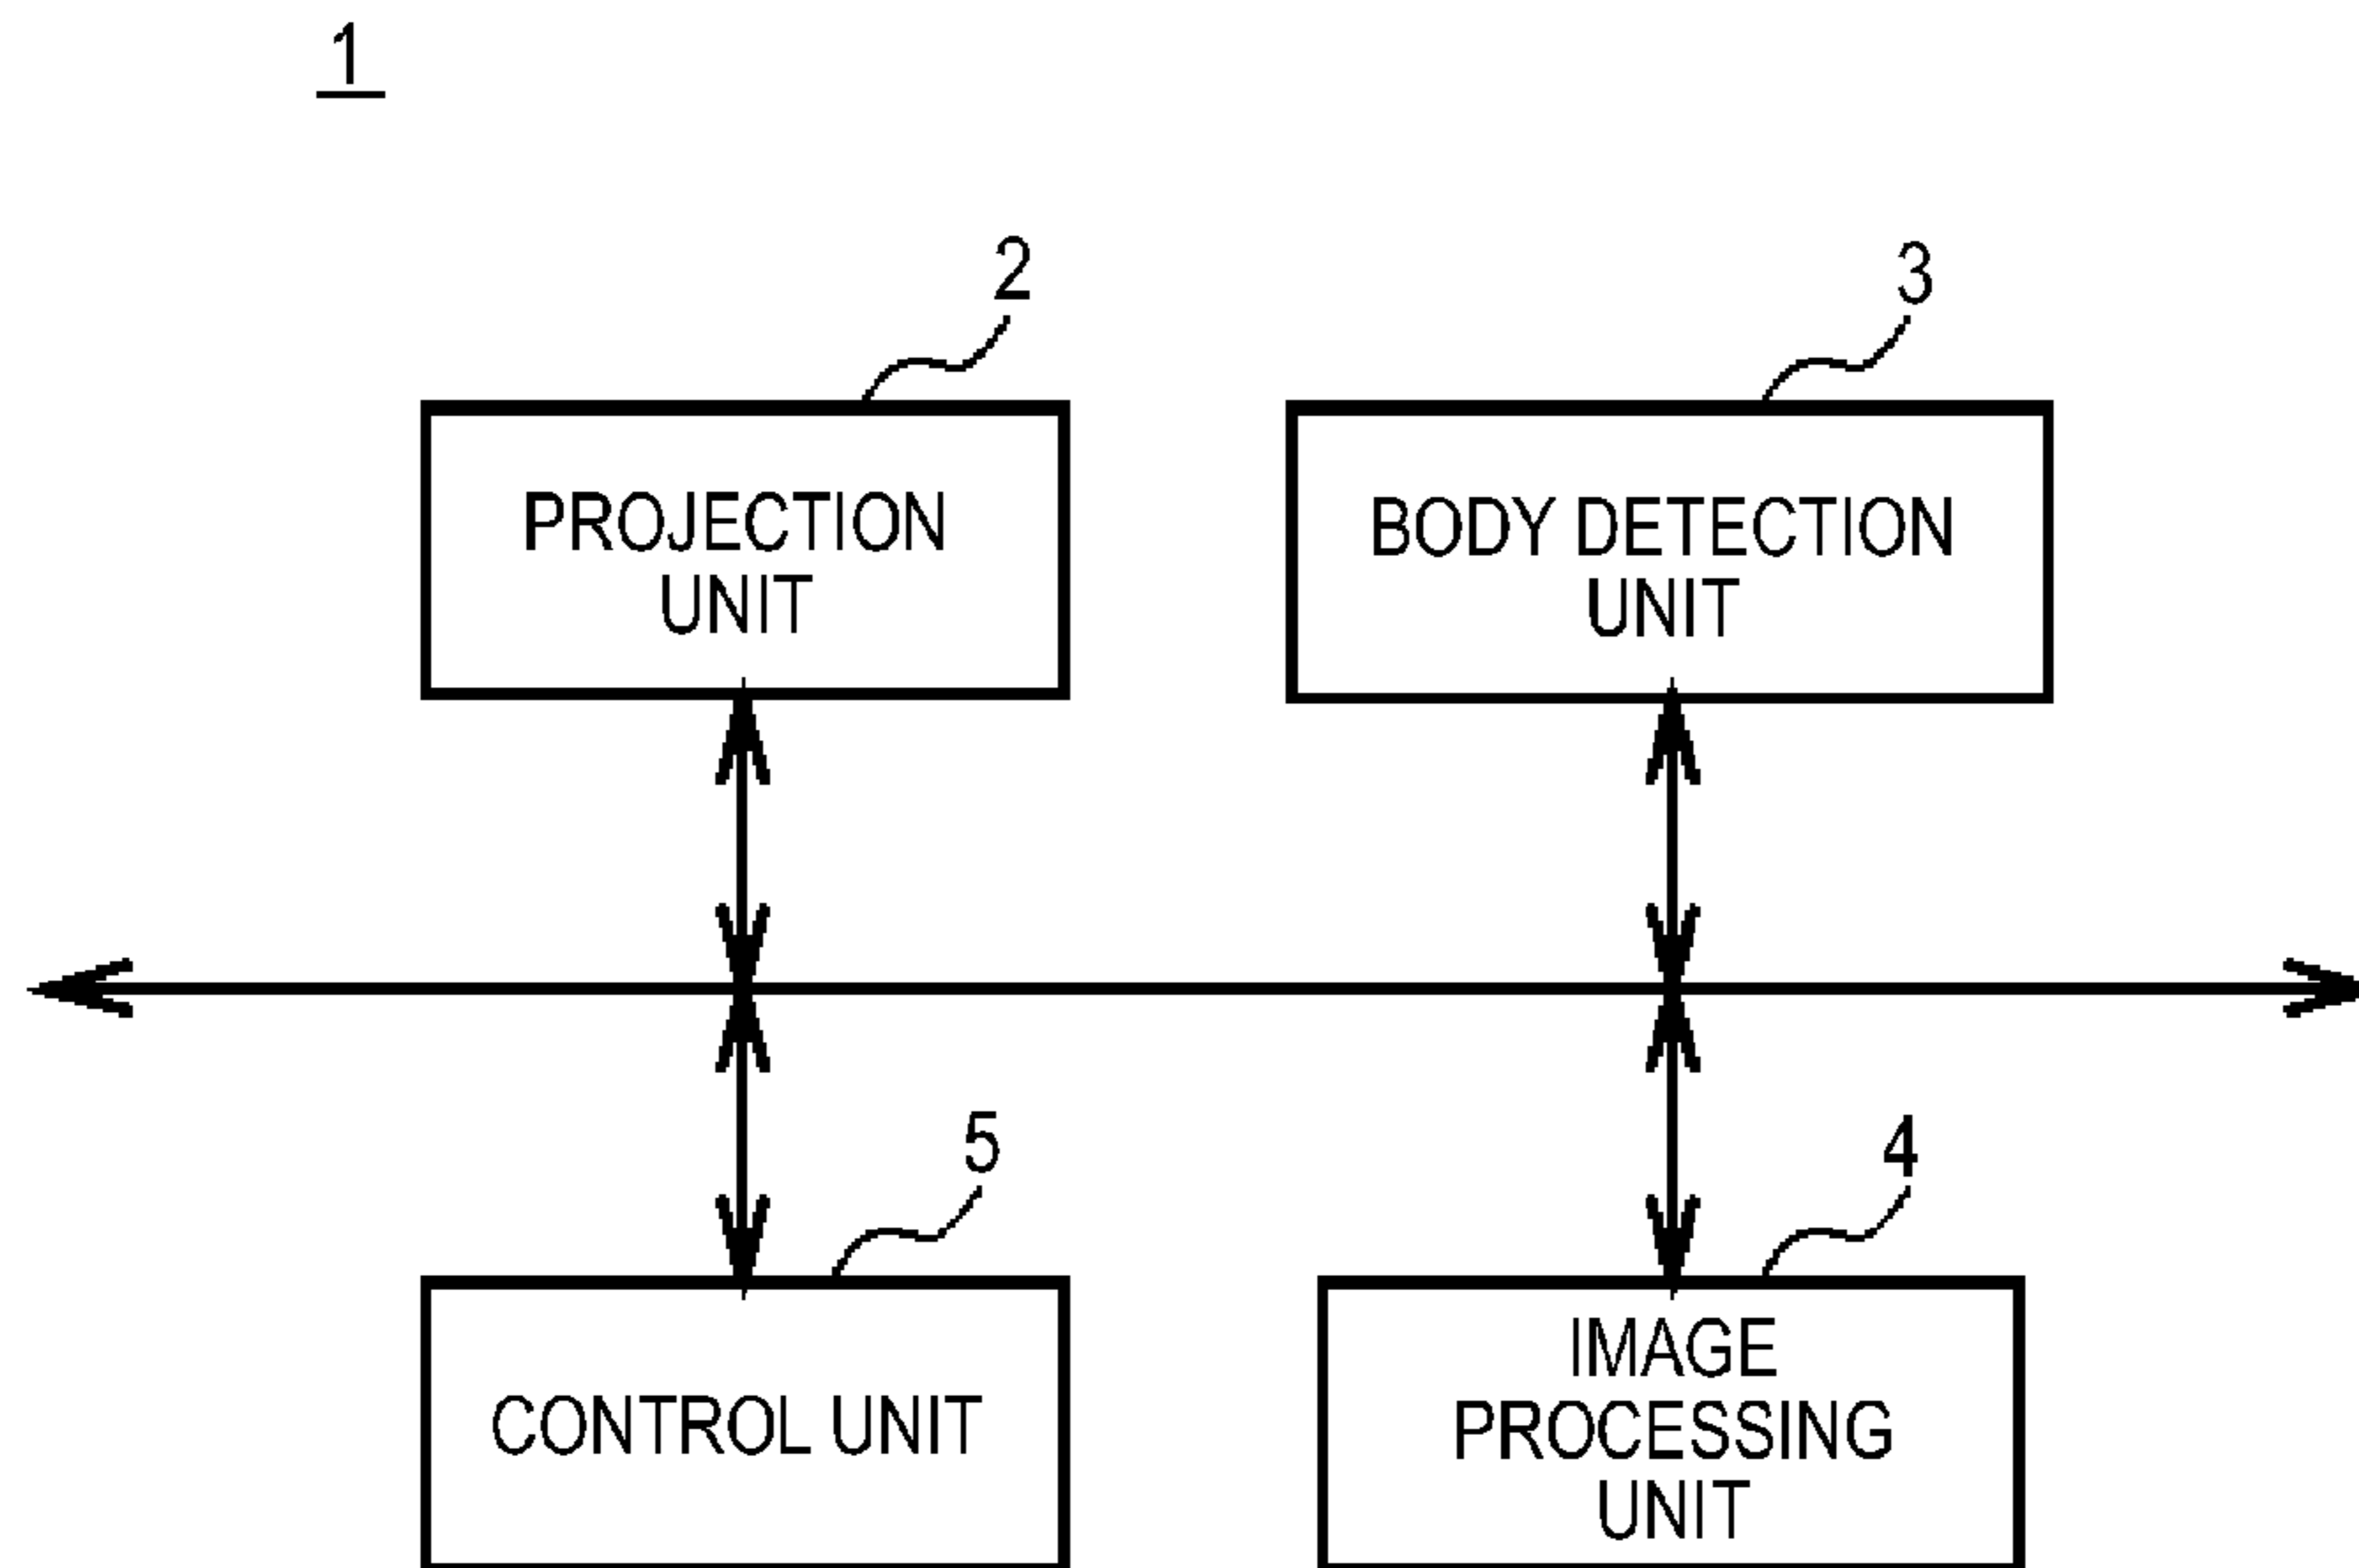 1
2
3
PROJECTION
UNIT
BODY DETECTION
UNIT
5
4
CONTROL UNIT
IMAGE
PROCESSING
UNIT